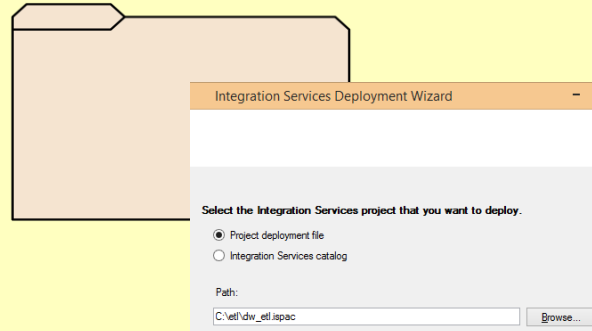 Integration Services Deployment Wizard
Select the Integration Services project that you want to deploy.
Project deployment file
Integration Services catalog
Path:
C:\etl\dw_etl.ispac
Browse...